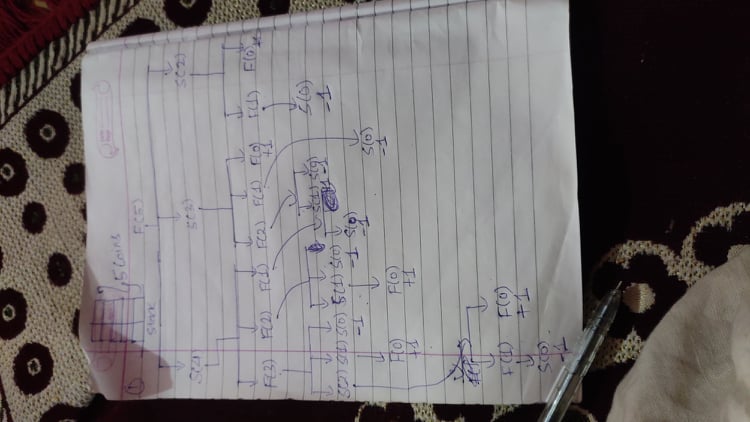 ①
5 coins
Stack
F(5)
S(4) S(3) S(2)
F(3) F(2) F(1) F(2) F(1) F(0) F(1) F(0)
+1
S(2) S(1) S(0) S(1) S(0) S(1) S(0) S(0)
-1 -1 -1 -1
S(0)
-1
F(0) F(0) S(0)
+1 +1 -1
F(1) F(0)
+1
S(0)
-1